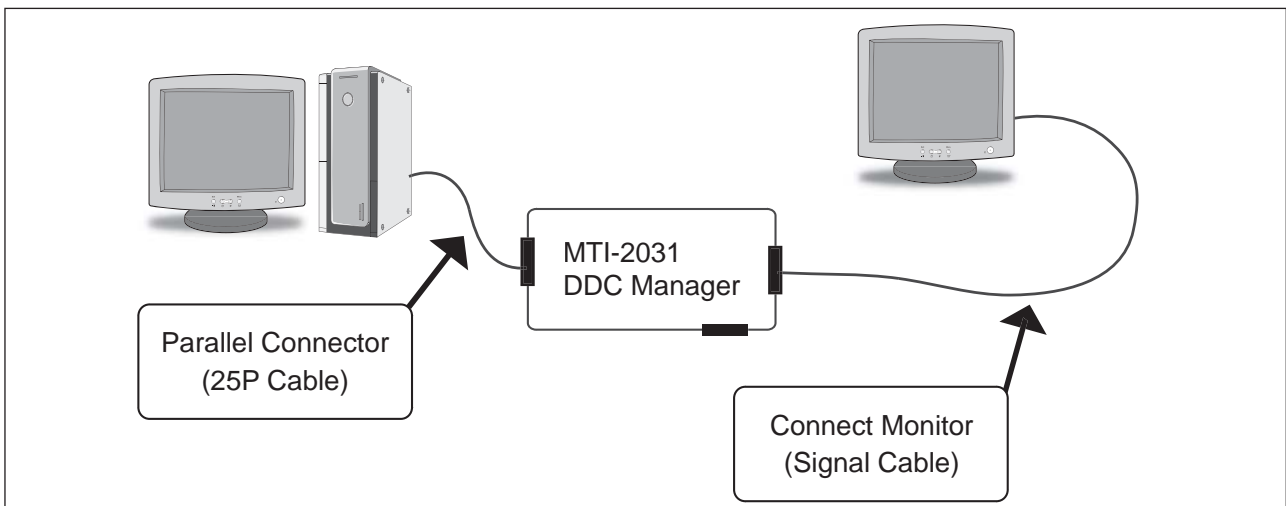 MTI-2031
DDC Manager
Parallel Connector
(25P Cable)
Connect Monitor
(Signal Cable)